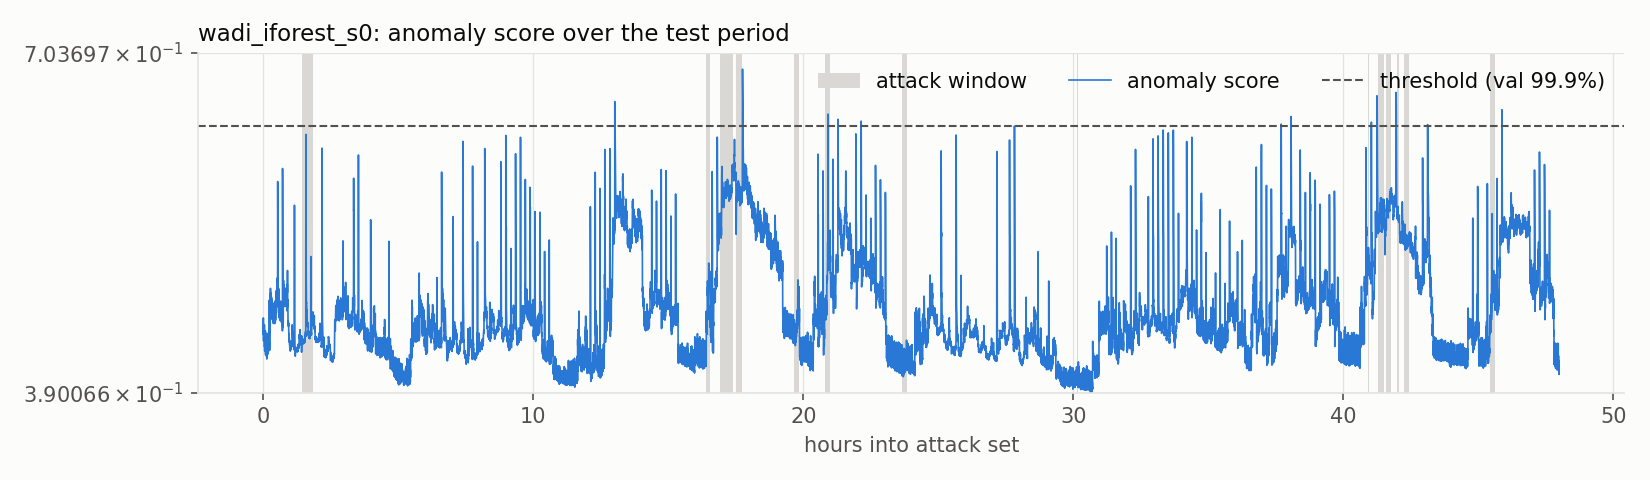 wadi_iforest_s0: anomaly score over the test period
7.03697 × 10⁻¹
attack window
anomaly score
threshold (val 99.9%)
3.90066 × 10⁻¹
0 10 20 30 40 50
hours into attack set